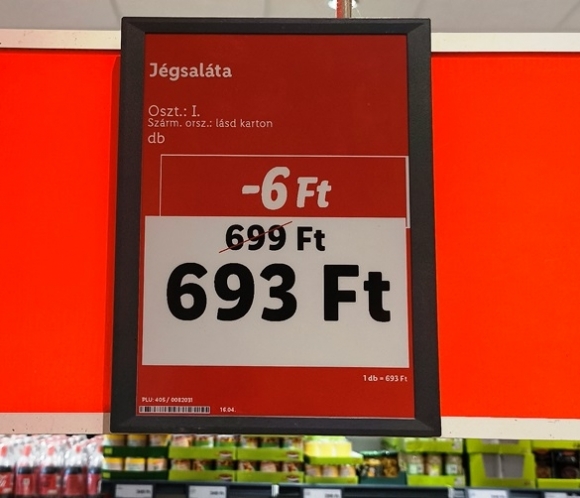 Jégsaláta
Oszt.: I.
Szárm. orsz.: lásd karton
db
-6 Ft
699 Ft
693 Ft
1 db = 693 Ft
PLU: 405 / 0082031
16.04.